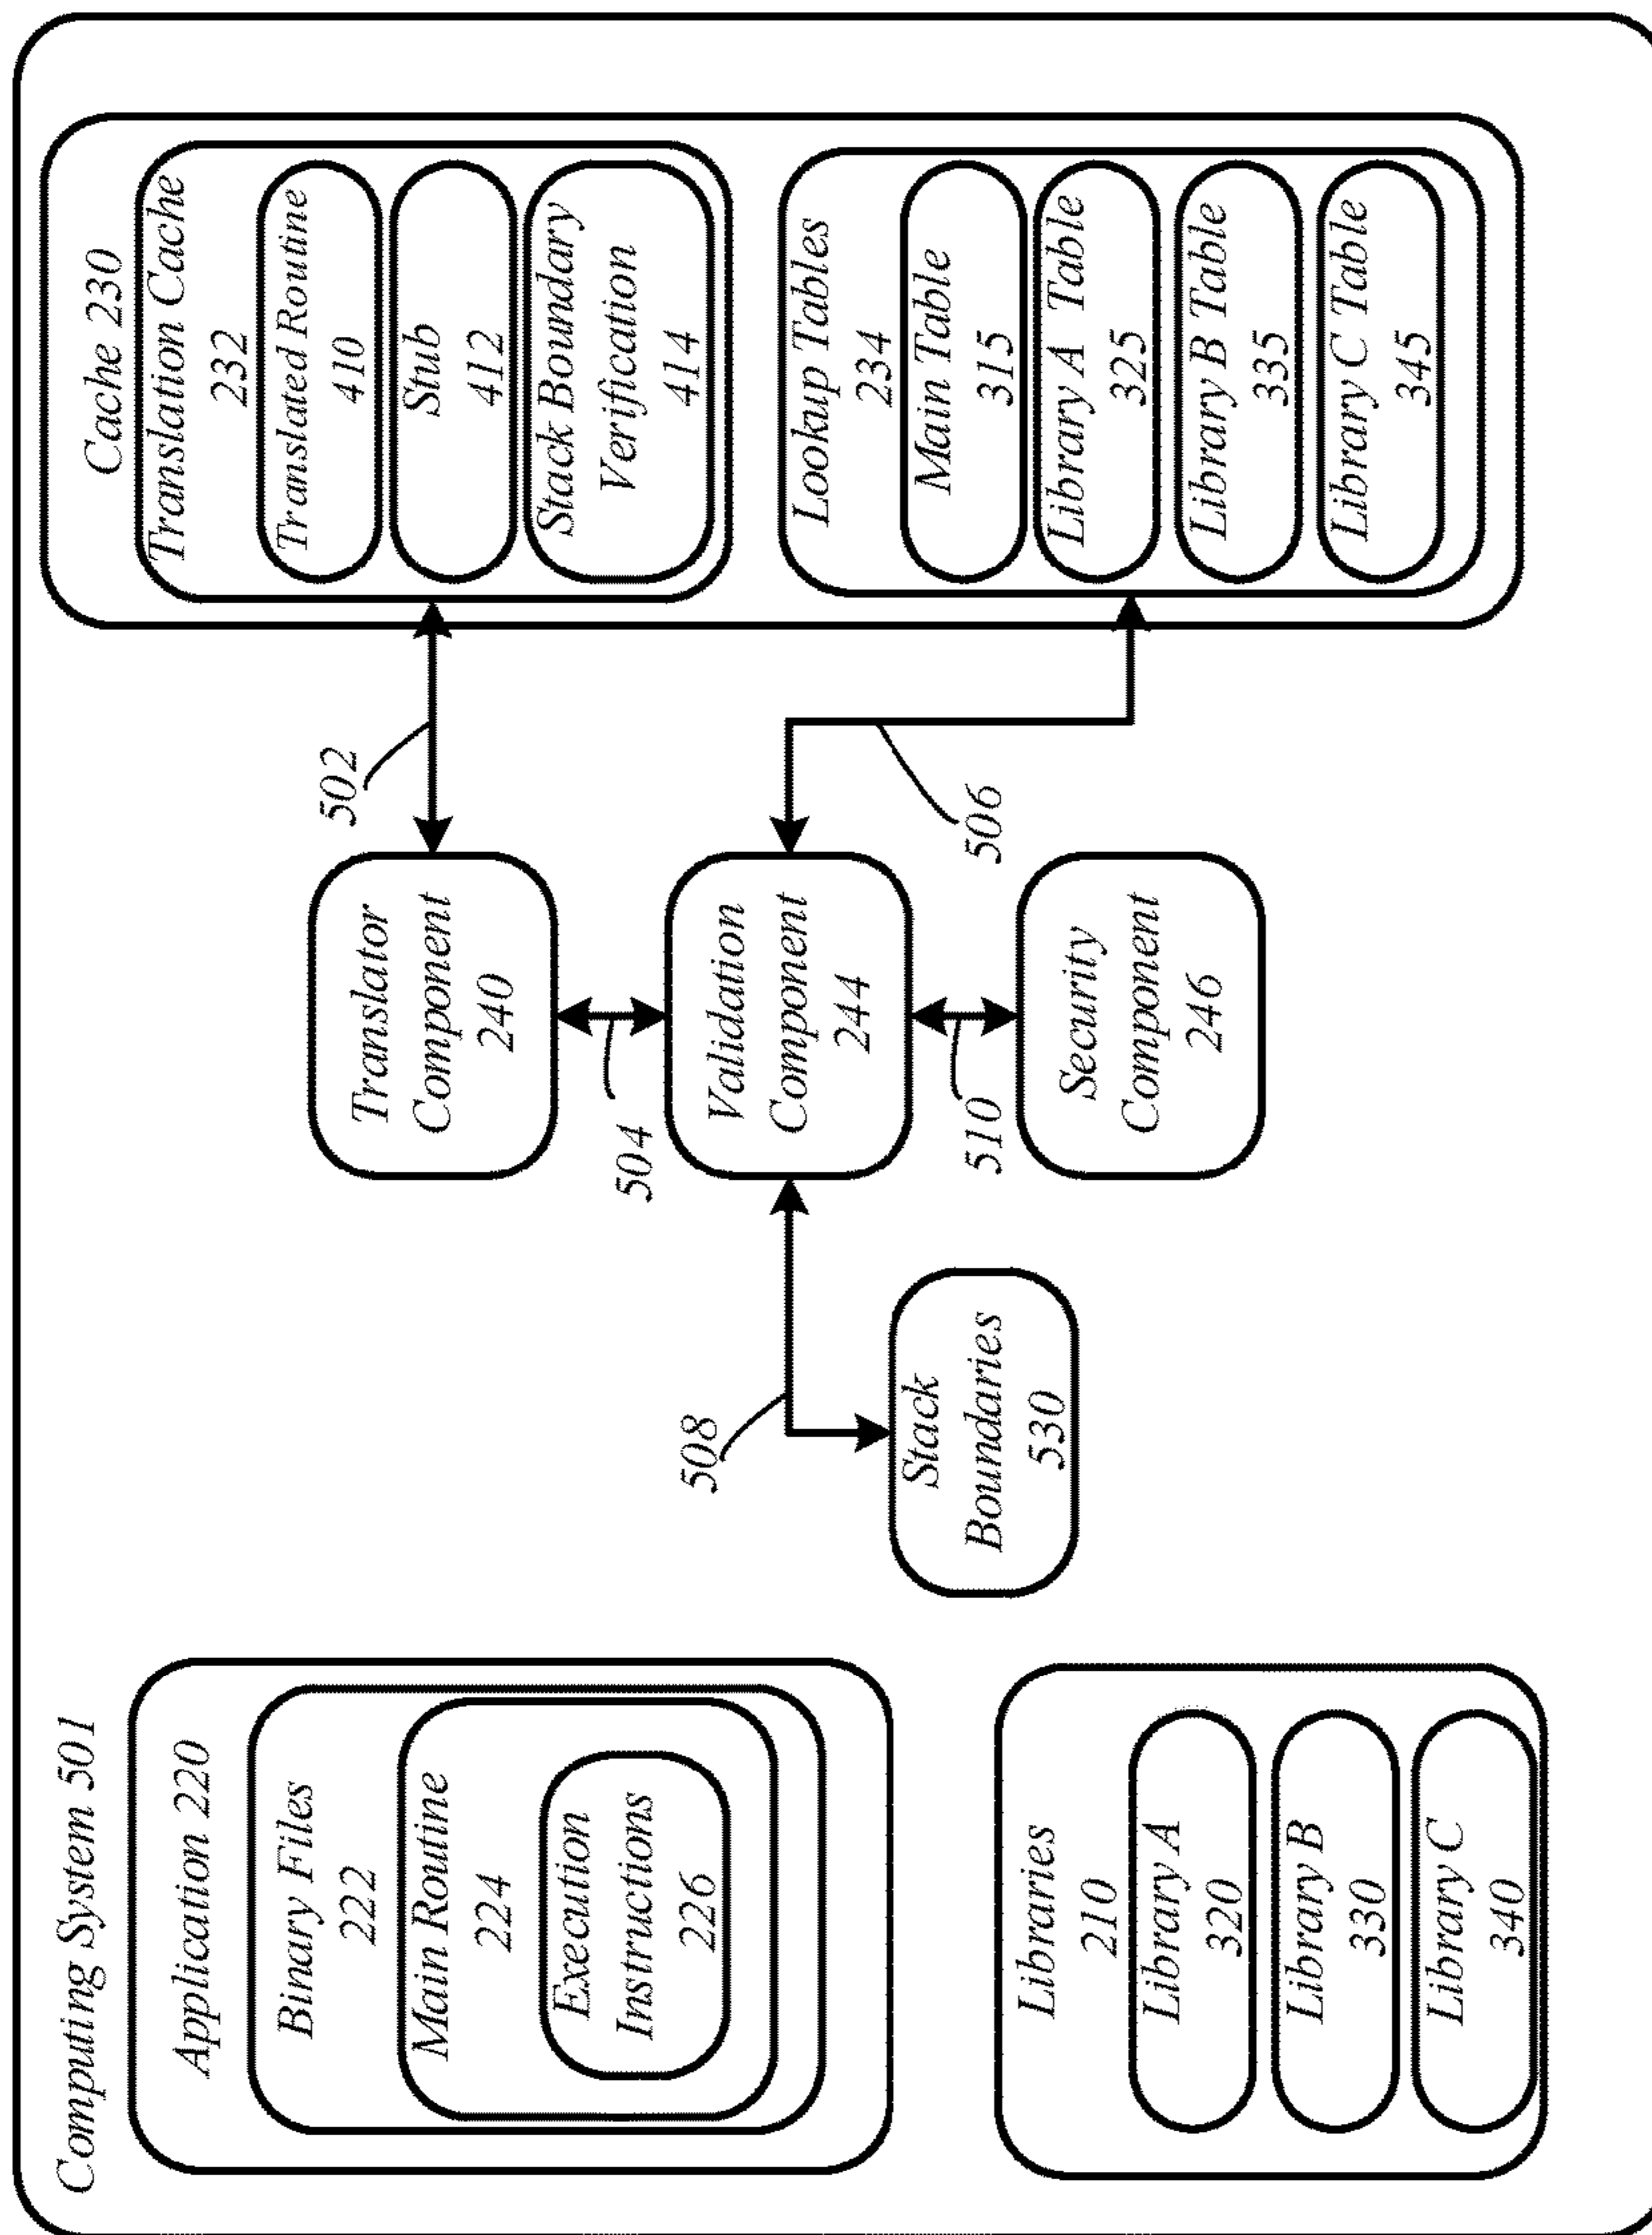 Computing System 501
Application 220
Binary Files
222
Main Routine
224
Execution
Instructions
226
Libraries
210
Library A
320
Library B
330
Library C
340
508
Stack
Boundaries
530
Translator
Component
240
504
Validation
Component
244
510
Security
Component
246
502
506
Cache 230
Translation Cache
232
Translated Routine
410
Stub
412
Stack Boundary
Verification
414
Lookup Tables
234
Main Table
315
Library A Table
325
Library B Table
335
Library C Table
345